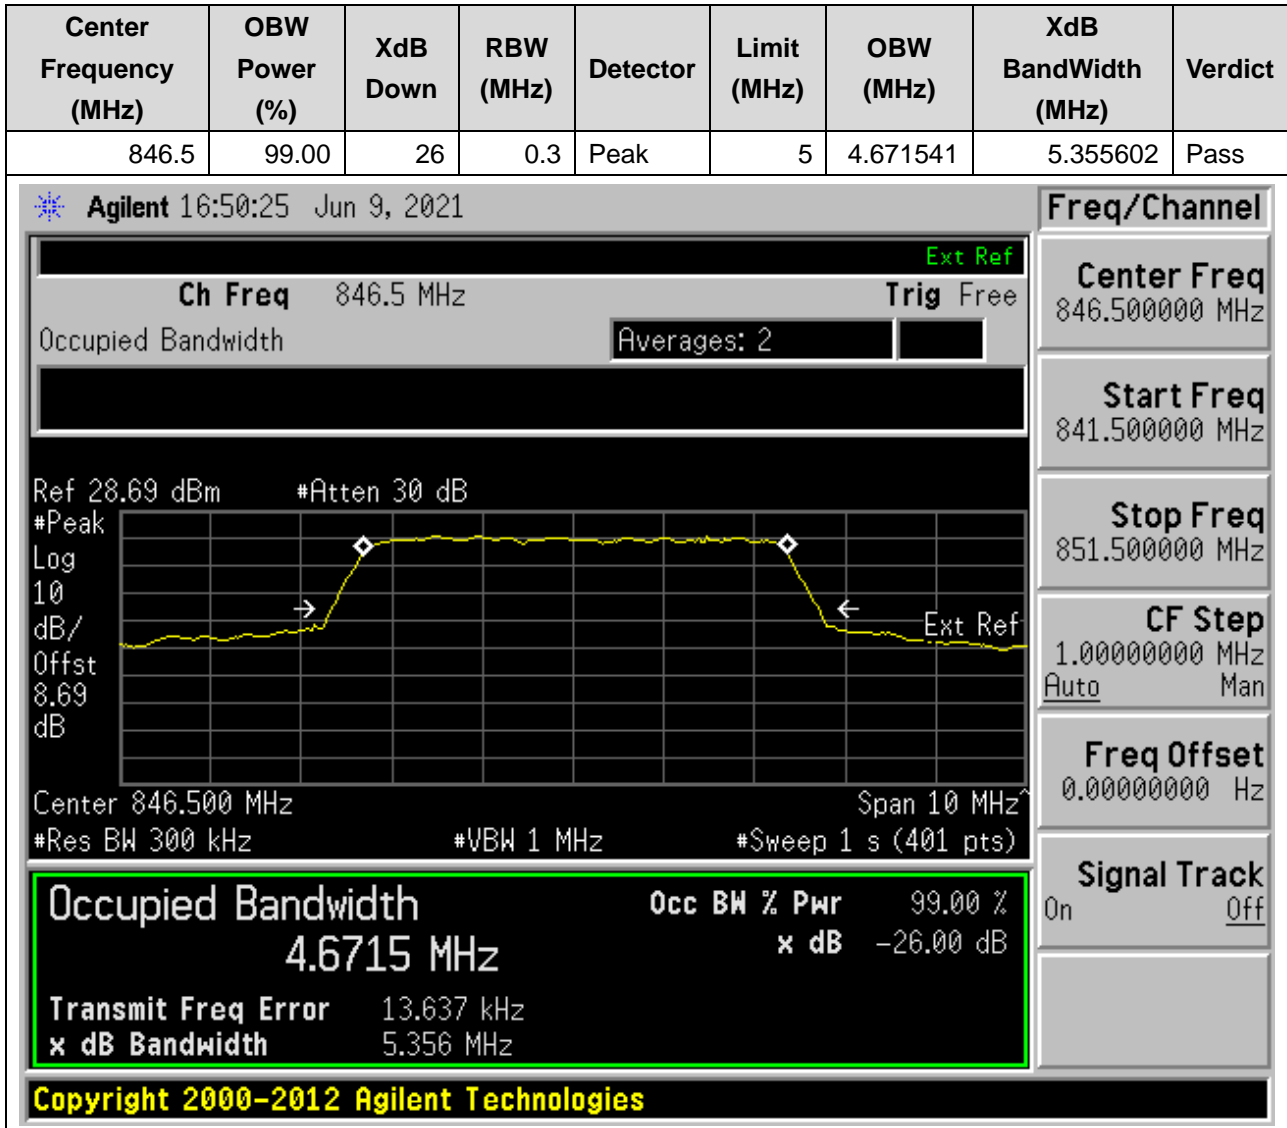 Center Frequency (MHz) OBW Power (%) XdB Down RBW (MHz) Detector Limit (MHz) OBW (MHz) XdB BandWidth (MHz) Verdict
846.5 99.00 26 0.3 Peak 5 4.671541 5.355602 Pass
Agilent 16:50:25 Jun 9, 2021
Freq/Channel
Ext Ref
Ch Freq 846.5 MHz Trig Free
Occupied Bandwidth Averages: 2
Center Freq
846.500000 MHz
Start Freq
841.500000 MHz
Stop Freq
851.500000 MHz
CF Step
1.00000000 MHz
Auto Man
Freq Offset
0.00000000 Hz
Signal Track
On Off
Ref 28.69 dBm #Atten 30 dB
#Peak
Log
10
dB/
Offst
8.69
dB
Ext Ref
Center 846.500 MHz Span 10 MHz^
#Res BW 300 kHz #VBW 1 MHz #Sweep 1 s (401 pts)
Occupied Bandwidth
4.6715 MHz
Occ BW % Pwr 99.00 %
x dB -26.00 dB
Transmit Freq Error 13.637 kHz
x dB Bandwidth 5.356 MHz
Copyright 2000-2012 Agilent Technologies